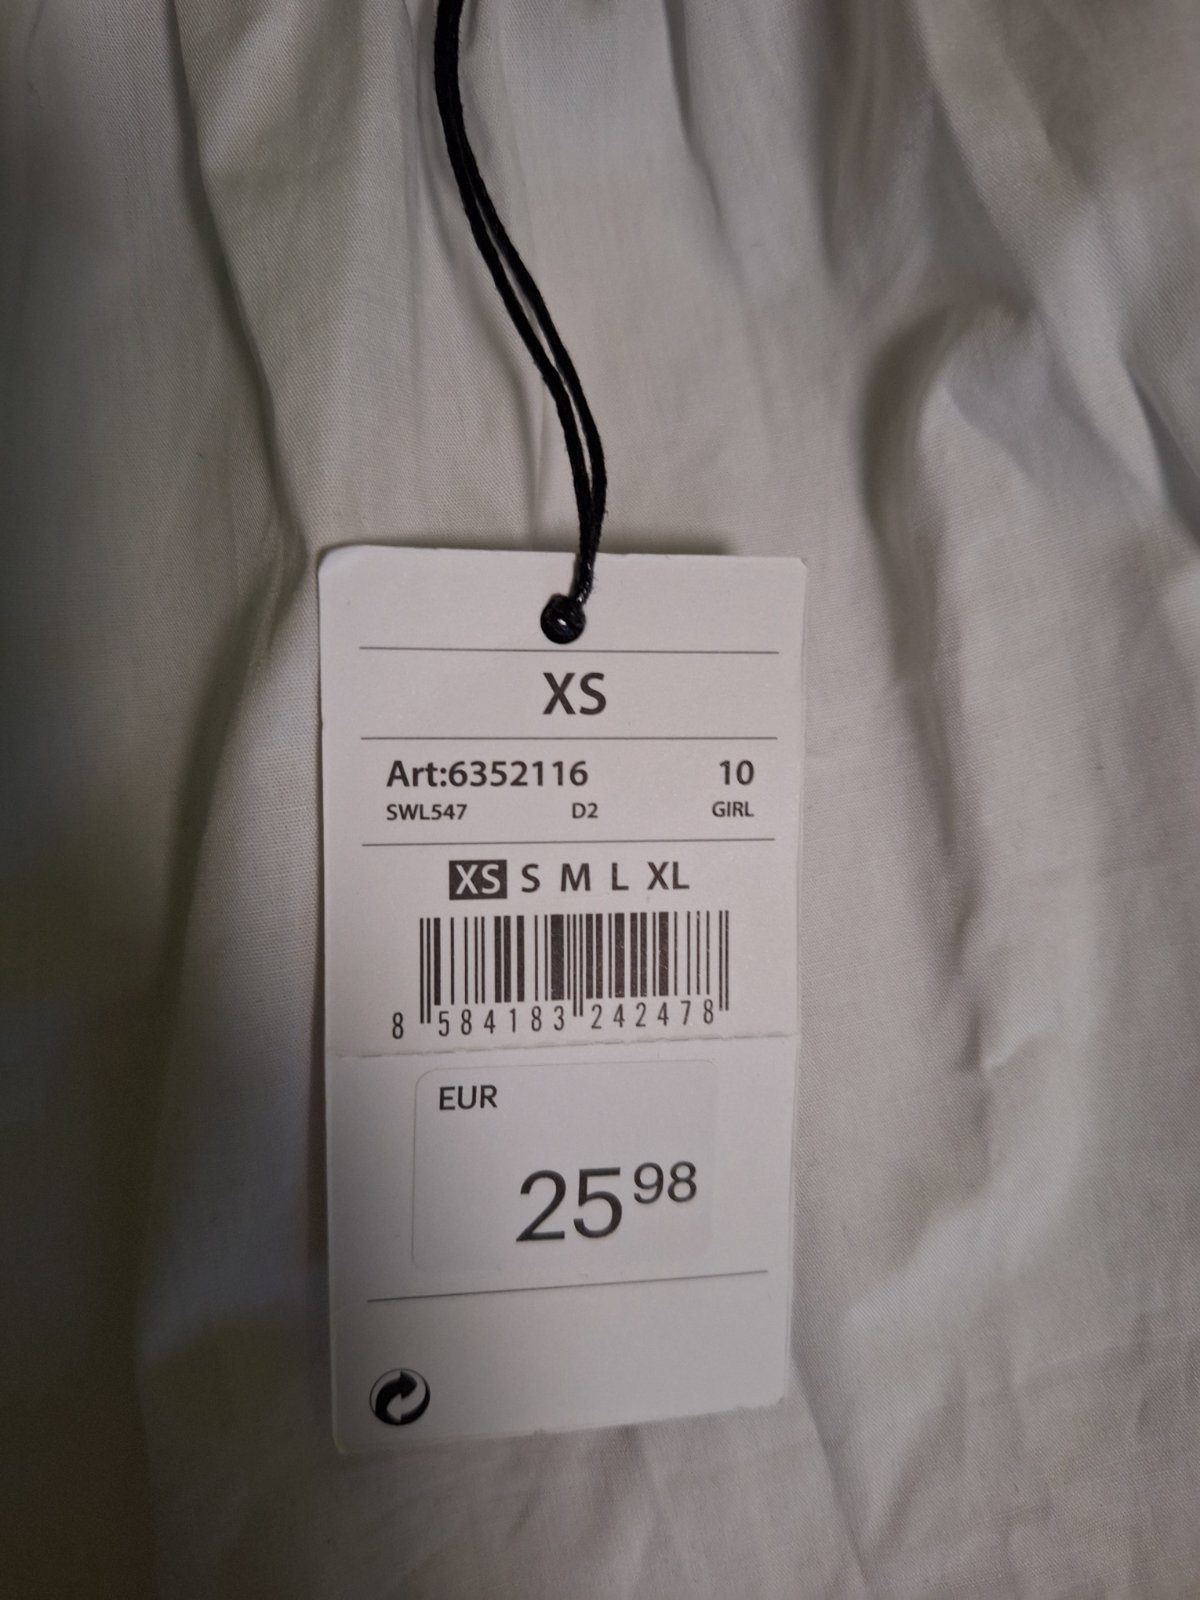 XS
Art:6352116 10
SWL547 D2 GIRL
XS S M L XL
8 584183 242478
EUR
25 98